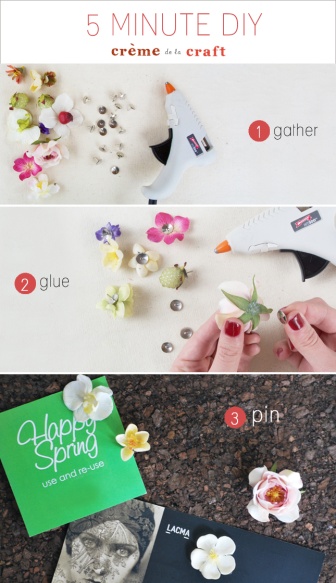 5 MINUTE DIY
crème de la craft
1 gather
2 glue
3 pin
Happy
Spring
use and re-use
LACMA